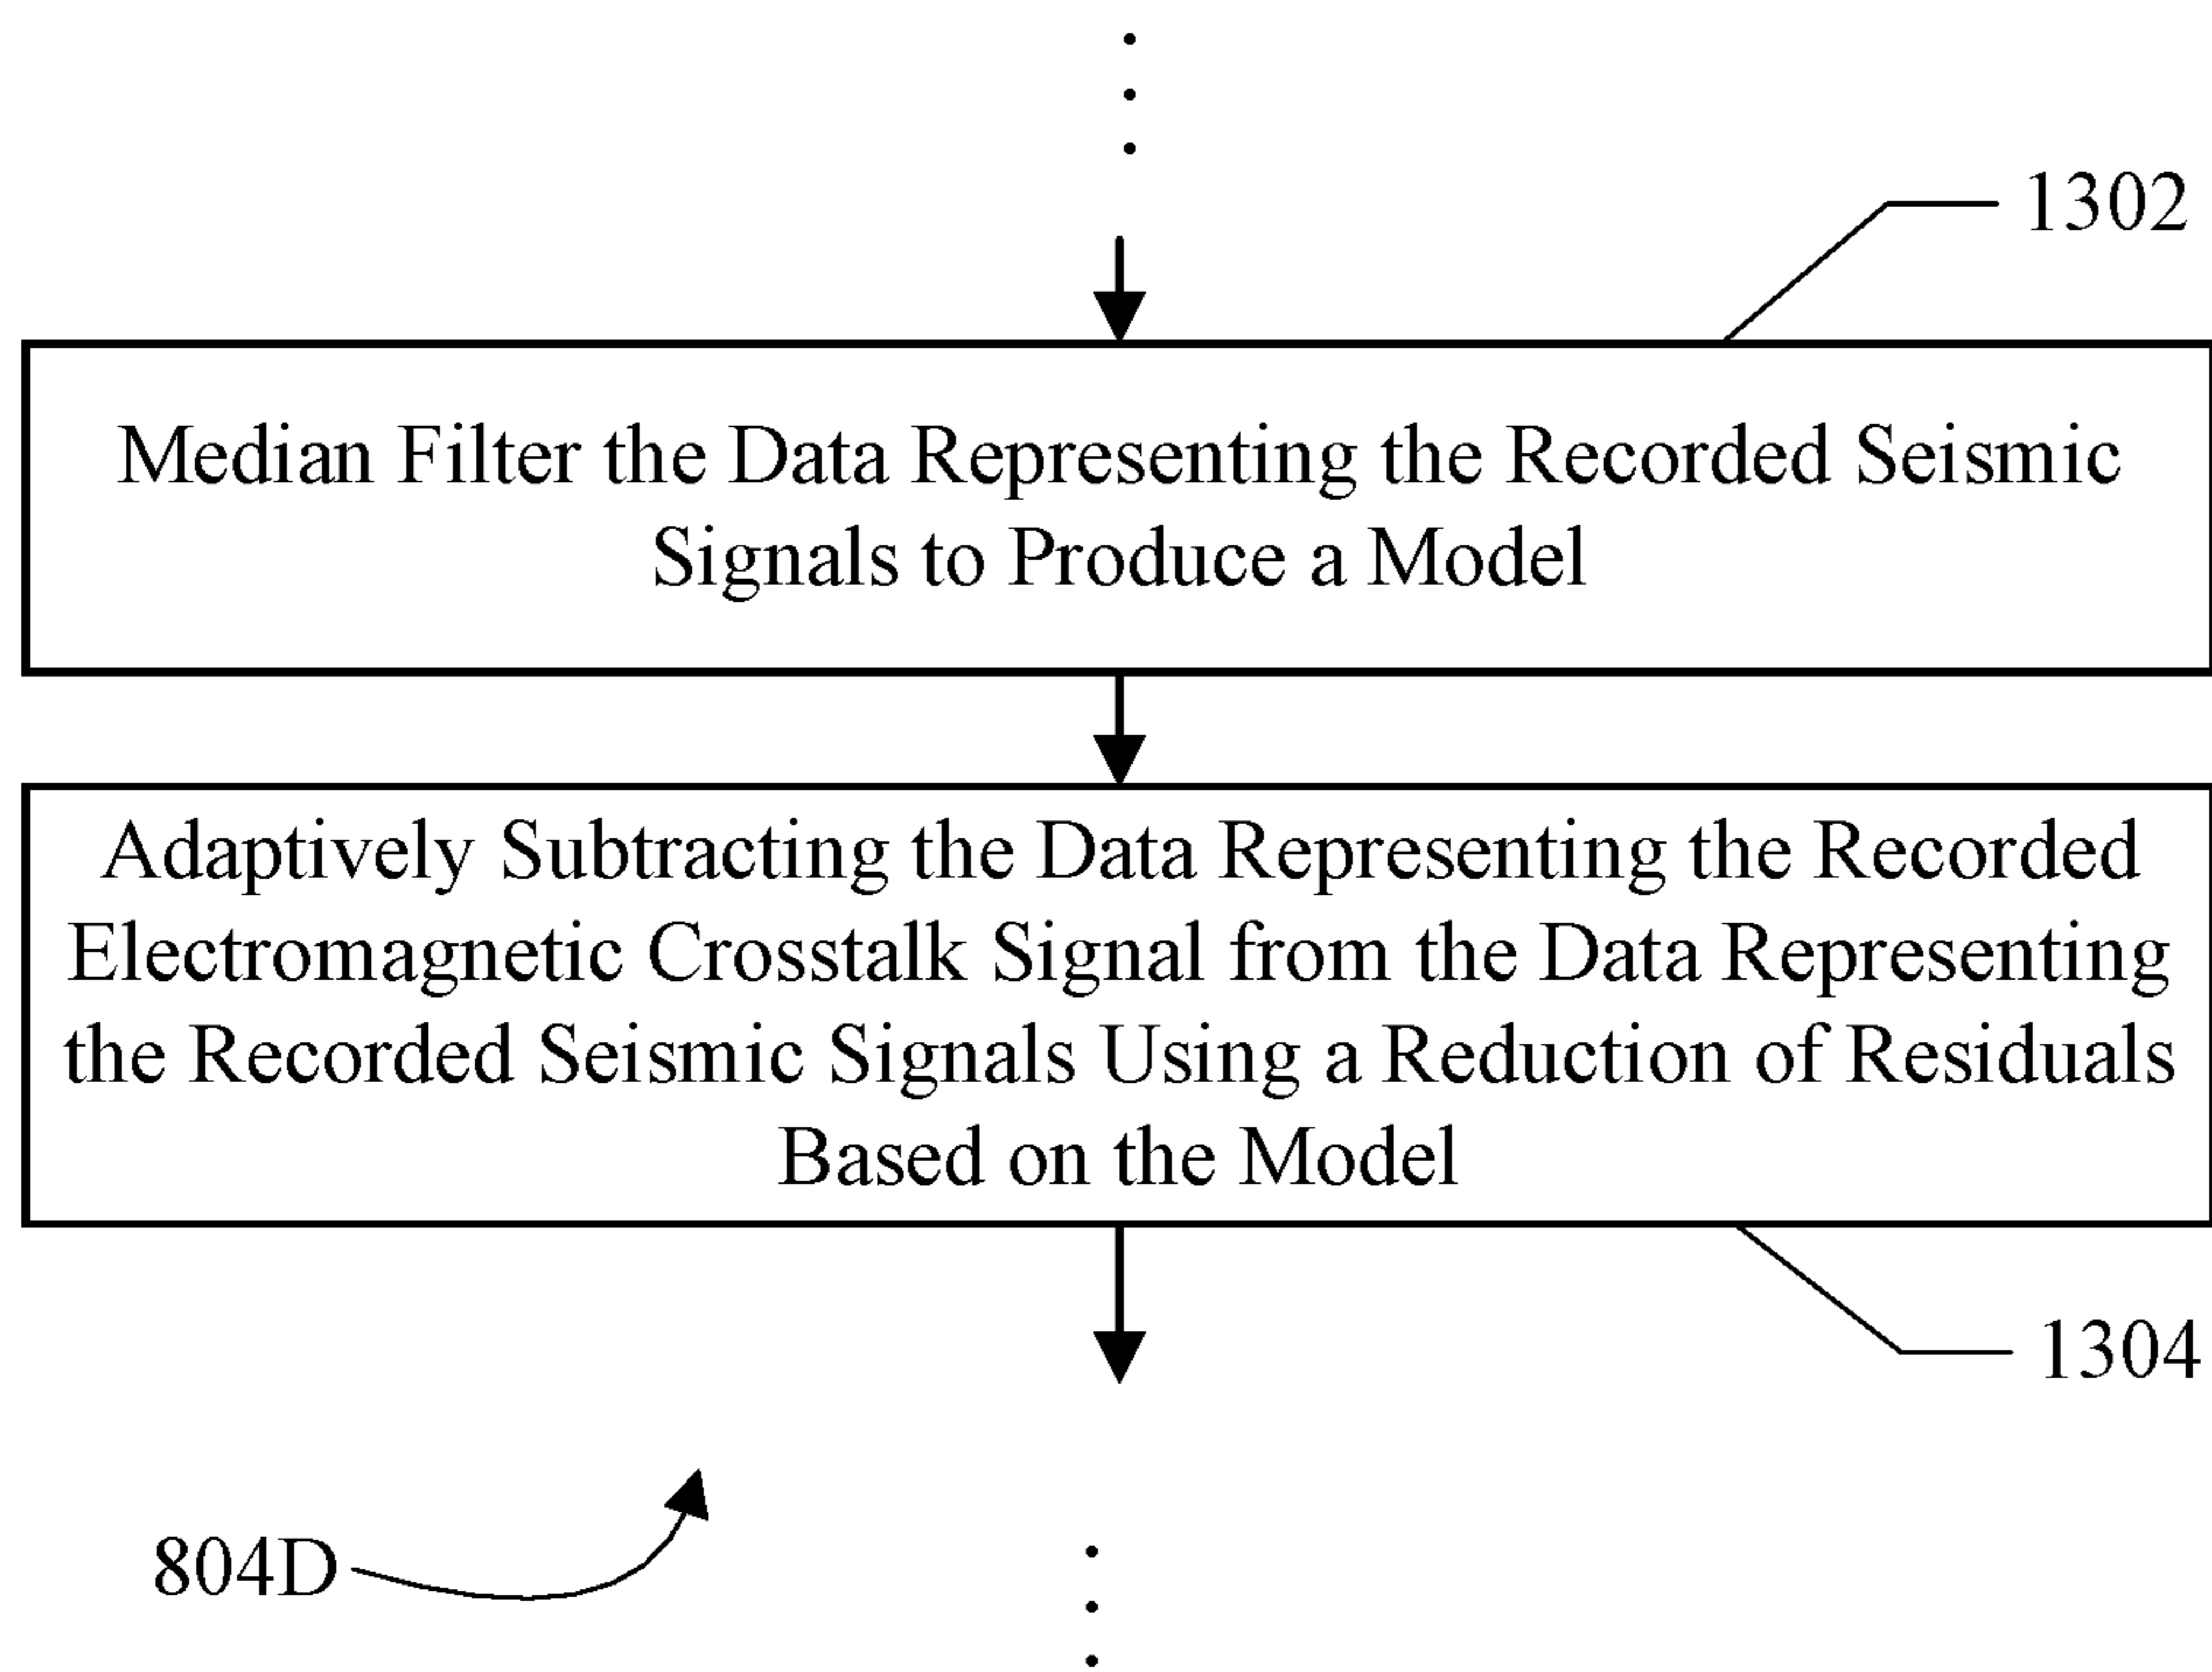 1302
Median Filter the Data Representing the Recorded Seismic
Signals to Produce a Model
Adaptively Subtracting the Data Representing the Recorded
Electromagnetic Crosstalk Signal from the Data Representing
the Recorded Seismic Signals Using a Reduction of Residuals
Based on the Model
1304
804D